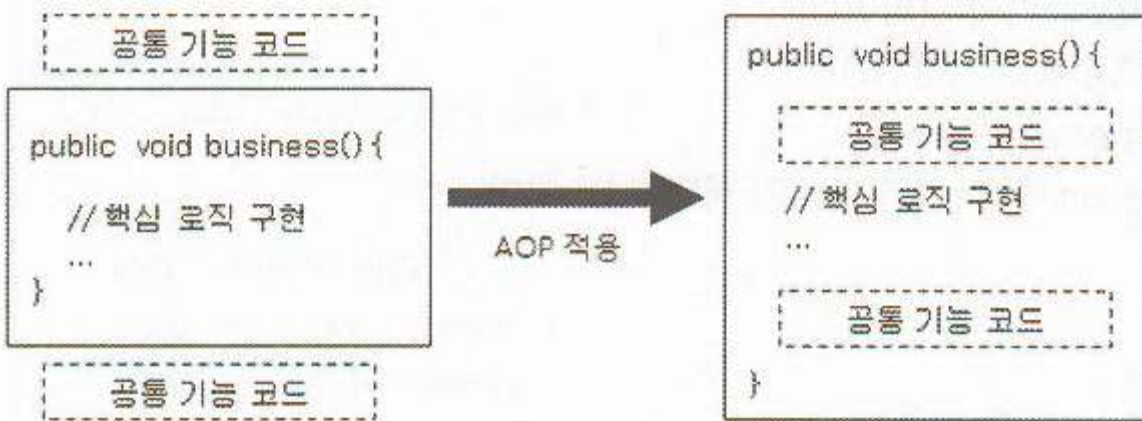 공통 기능 코드
public void business() {
// 핵심 로직 구현
...
}
공통 기능 코드
AOP 적용
public void business() {
공통 기능 코드
// 핵심 로직 구현
...
공통 기능 코드
}